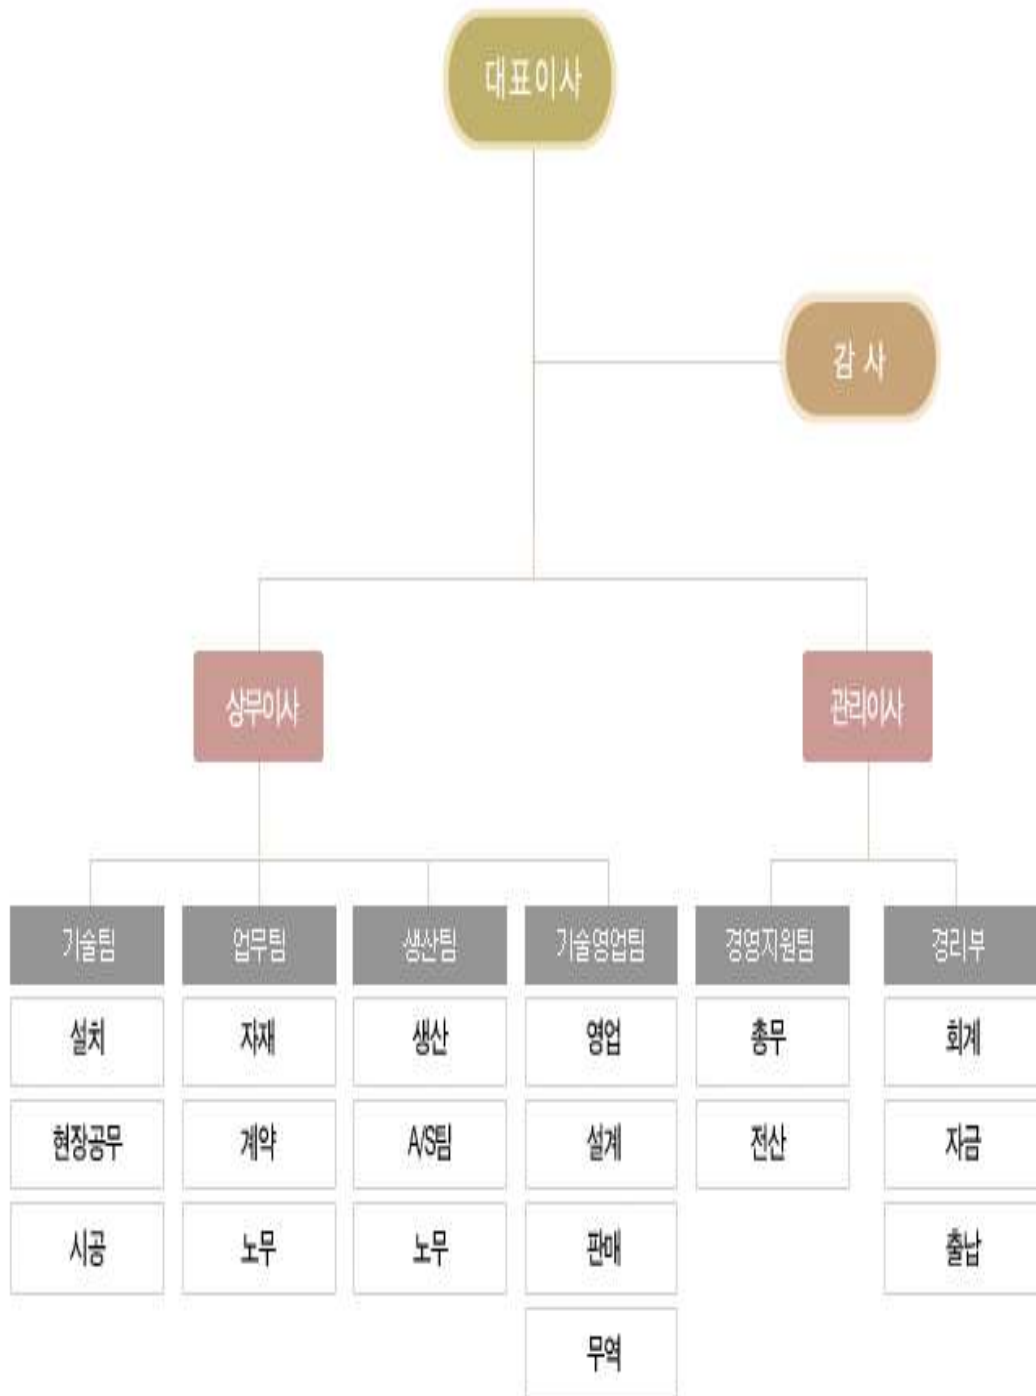 대표이사
감 사
상무이사
관리이사
기술팀
업무팀
생산팀
기술영업팀
경영지원팀
경리부
설치
자재
생산
영업
총무
회계
현장공무
계약
A/S팀
설계
전산
자금
시공
노무
노무
판매
출납
무역